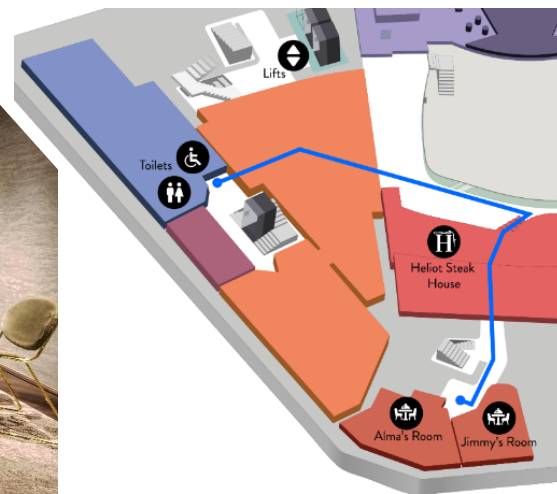 Lifts
Toilets
H
Heliot Steak
House
Alma's Room
Jimmy's Room